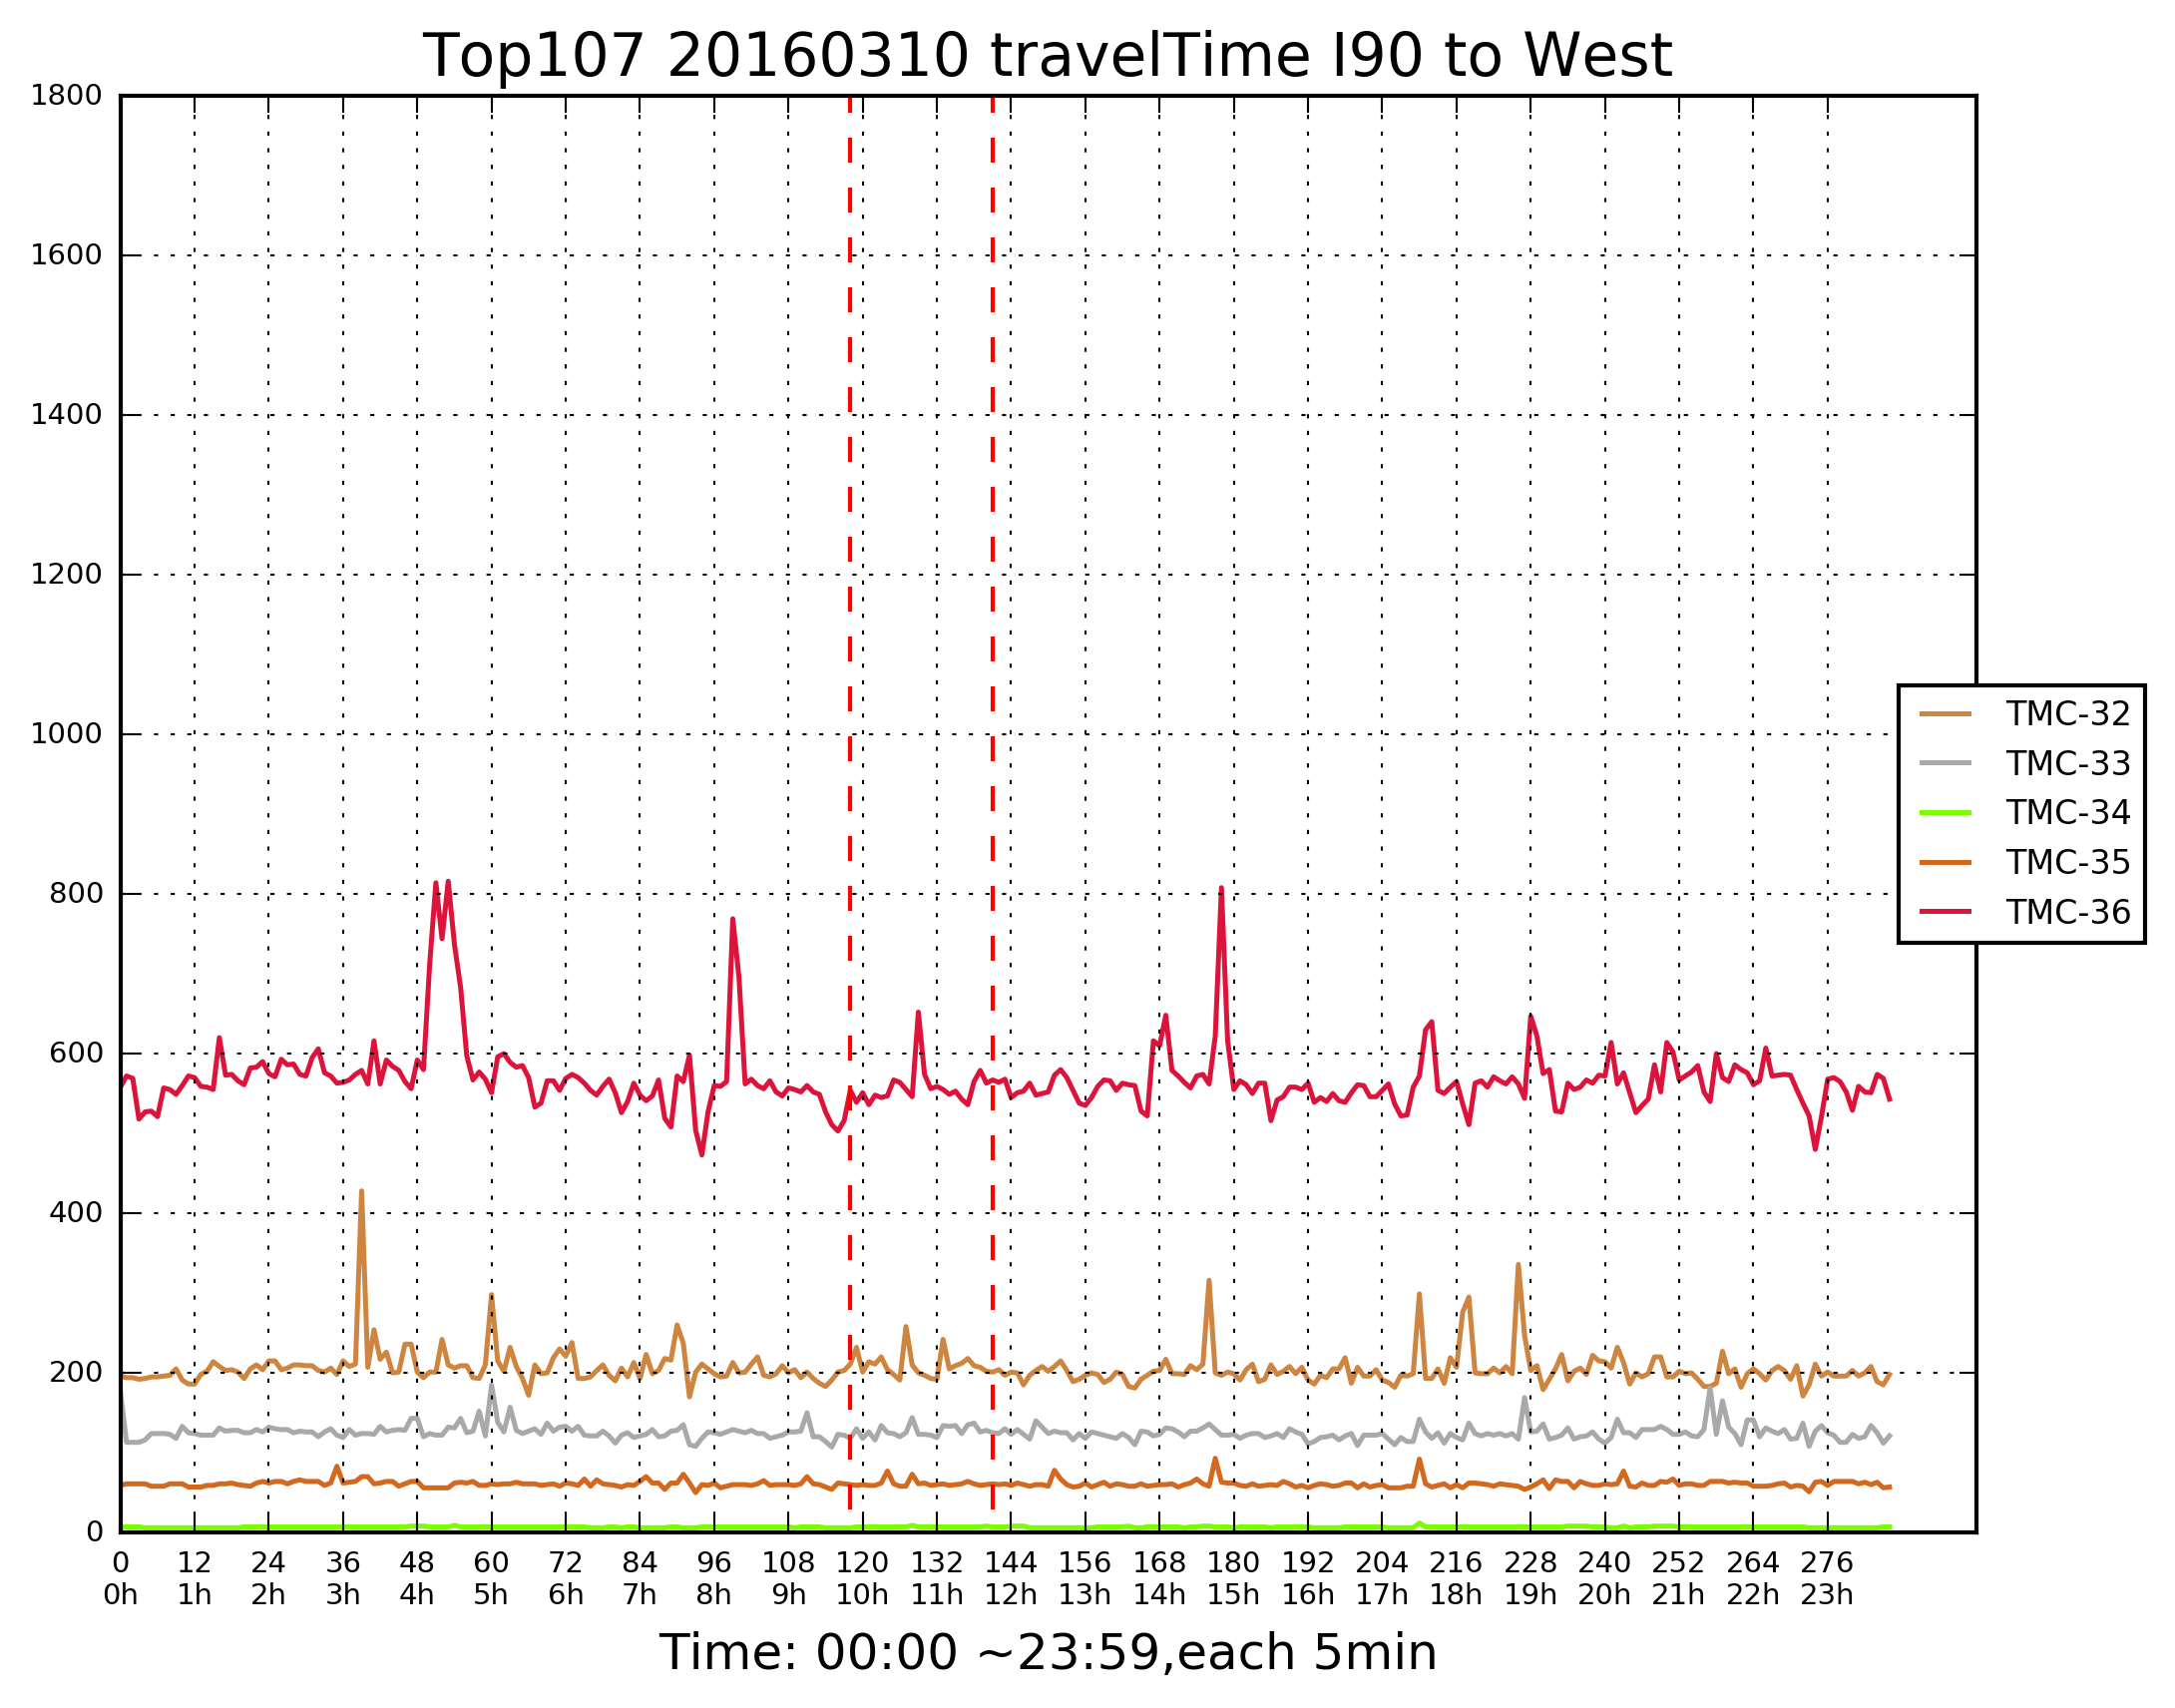 Top107 20160310 travelTime I90 to West
1800
1600
1400
1200
1000
800
600
400
200
0
TMC-32
TMC-33
TMC-34
TMC-35
TMC-36
0 12 24 36 48 60 72 84 96 108 120 132 144 156 168 180 192 204 216 228 240 252 264 276
0h 1h 2h 3h 4h 5h 6h 7h 8h 9h 10h 11h 12h 13h 14h 15h 16h 17h 18h 19h 20h 21h 22h 23h
Time: 00:00 ~23:59,each 5min